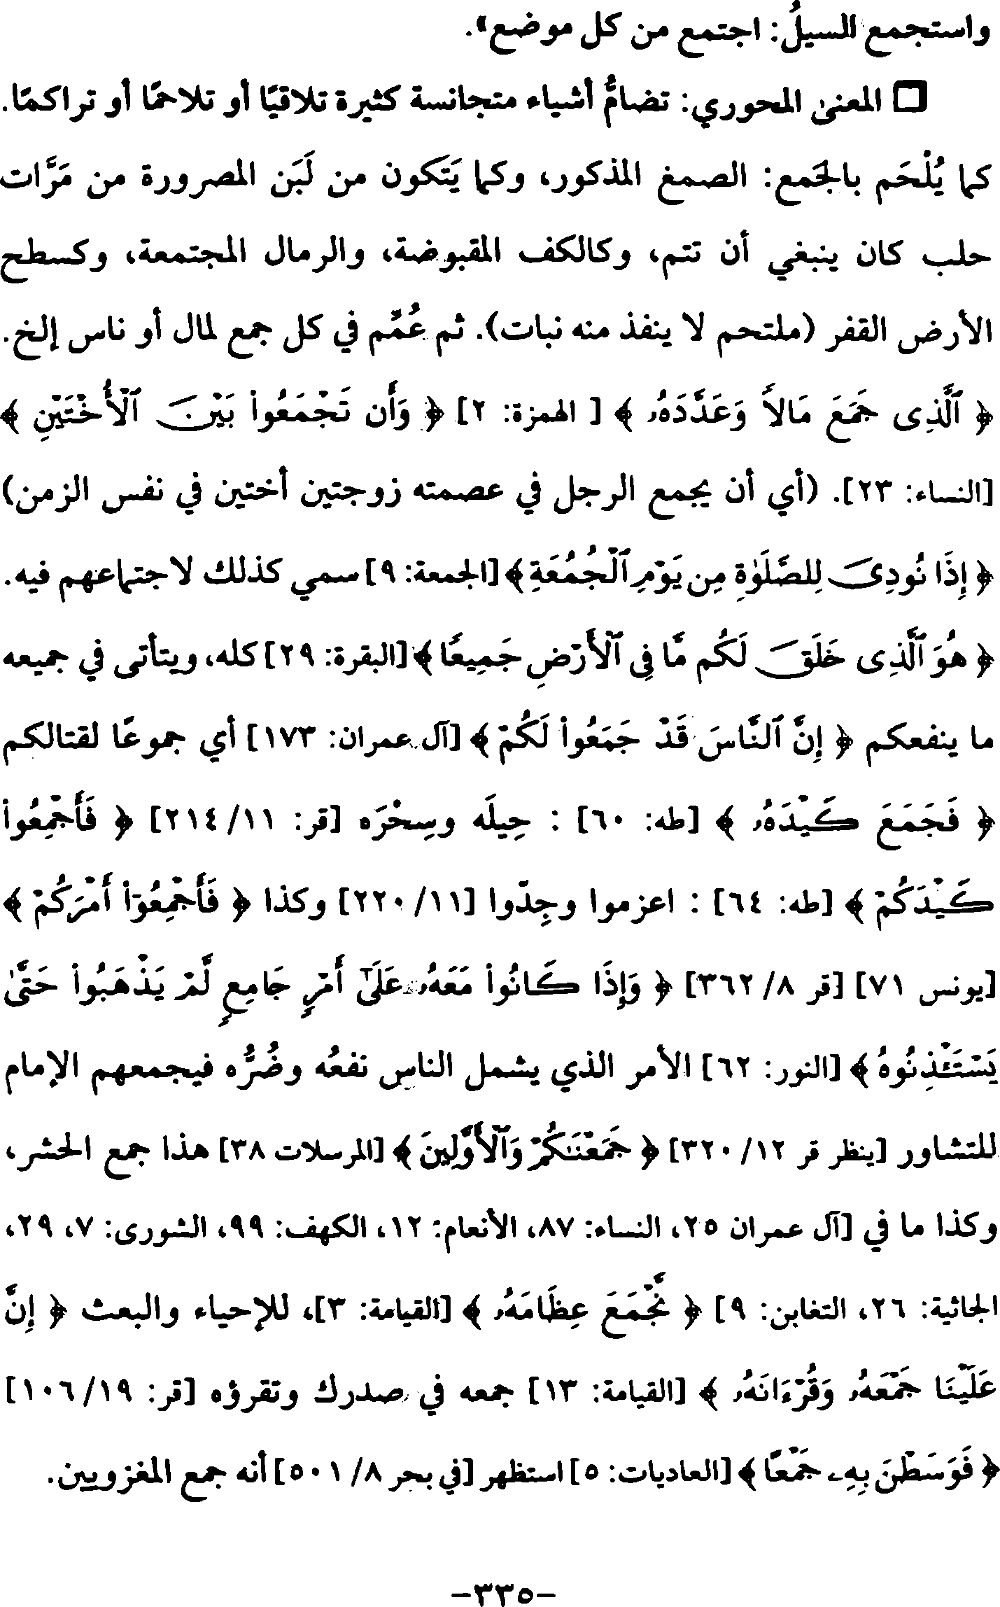 واستجمع السيلُ: اجتمع من كل موضع».
□ المعنى المحوري: تضامُّ أشياء متجانسة كثيرة تلاقيًا أو تلاحمًا أو تراكمًا.
كما يُلْحَم بالجَمع: الصمغ المذكور، وكما يَتَكون من لَبَن المصرورة من مَرَّات
حلب كان ينبغي أن تتم، وكالكف المقبوضة، والرمال المجتمعة، وكسطح
الأرض القفر (ملتحم لا ينفذ منه نبات). ثم عُمِّم في كل جمع لمال أو ناس إلخ.
﴿ ٱلَّذِى جَمَعَ مَالاً وَعَدَّدَهُۥ ﴾ [ الهمزة: ٢] ﴿ وَأَن تَجْمَعُوا۟ بَيْنَ ٱلْأُخْتَيْنِ ﴾
[النساء: ٢٣]. (أي أن يجمع الرجل في عصمته زوجتين أختين في نفس الزمن)
﴿ إِذَا نُودِىَ لِلصَّلَوٰةِ مِن يَوْمِ ٱلْجُمُعَةِ ﴾ [الجمعة: ٩] سمي كذلك لاجتماعهم فيه.
﴿ هُوَ ٱلَّذِى خَلَقَ لَكُم مَّا فِى ٱلْأَرْضِ جَمِيعًا ﴾ [البقرة: ٢٩] كله، ويتأتى في جميعه
ما ينفعكم ﴿ إِنَّ ٱلنَّاسَ قَدْ جَمَعُوا۟ لَكُمْ ﴾ [آل عمران: ١٧٣] أي جموعًا لقتالكم
﴿ فَجَمَعَ كَيْدَهُۥ ﴾ [طه: ٦٠] : حِيلَه وسِحْرَه [قر: ١١/ ٢١٤] ﴿ فَأَجْمِعُوا۟
كَيْدَكُمْ ﴾ [طه: ٦٤] : اعزموا وجِدّوا [١١/ ٢٢٠] وكذا ﴿ فَأَجْمِعُوٓا۟ أَمْرَكُمْ ﴾
[يونس ٧١] [قر ٨/ ٣٦٢] ﴿ وَإِذَا كَانُوا۟ مَعَهُۥ عَلَىٰٓ أَمْرٍ جَامِعٍ لَّمْ يَذْهَبُوا۟ حَتَّىٰ
يَسْتَـْٔذِنُوهُ ﴾ [النور: ٦٢] الأمر الذي يشمل الناس نفعُه وضُرُّه فيجمعهم الإمام
للتشاور [ينظر قر ١٢/ ٣٢٠] ﴿ جَمَعْنَـٰكُمْ وَٱلْأَوَّلِينَ ﴾ [المرسلات ٣٨] هذا جمع الحشر،
وكذا ما في [آل عمران ٢٥، النساء: ٨٧، الأنعام: ١٢، الكهف: ٩٩، الشورى: ٧، ٢٩،
الجاثية: ٢٦، التغابن: ٩] ﴿ نَّجْمَعَ عِظَامَهُۥ ﴾ [القيامة: ٣]، للإحياء والبعث ﴿ إِنَّ
عَلَيْنَا جَمْعَهُۥ وَقُرْءَانَهُۥ ﴾ [القيامة: ١٣] جمعه في صدرك وتقرؤه [قر: ١٩/ ١٠٦]
﴿ فَوَسَطْنَ بِهِۦ جَمْعًا ﴾ [العاديات: ٥] استظهر [في بحر ٨/ ٥٠١] أنه جمع المغزويين.
-٣٣٥-